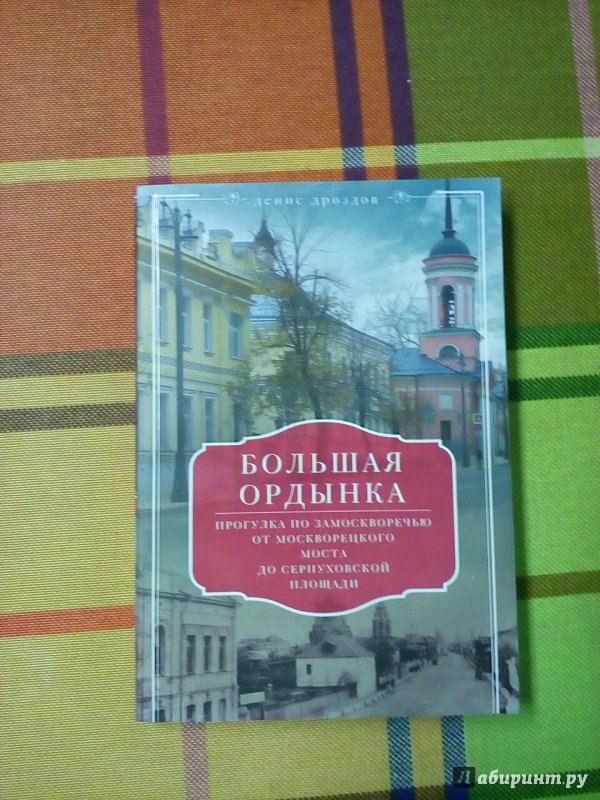 денис дроздов
БОЛЬШАЯ
ОРДЫНКА
ПРОГУЛКА ПО ЗАМОСКВОРЕЧЬЮ
ОТ МОСКВОРЕЦКОГО
МОСТА
ДО СЕРПУХОВСКОЙ
ПЛОЩАДИ
Лабиринт.ру